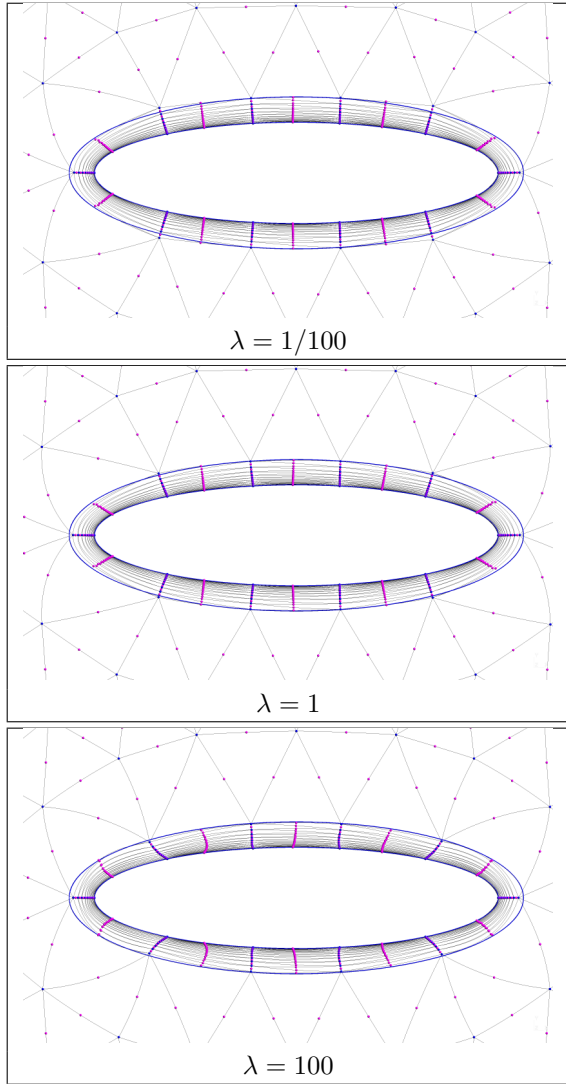 λ = 1/100
λ = 1
λ = 100